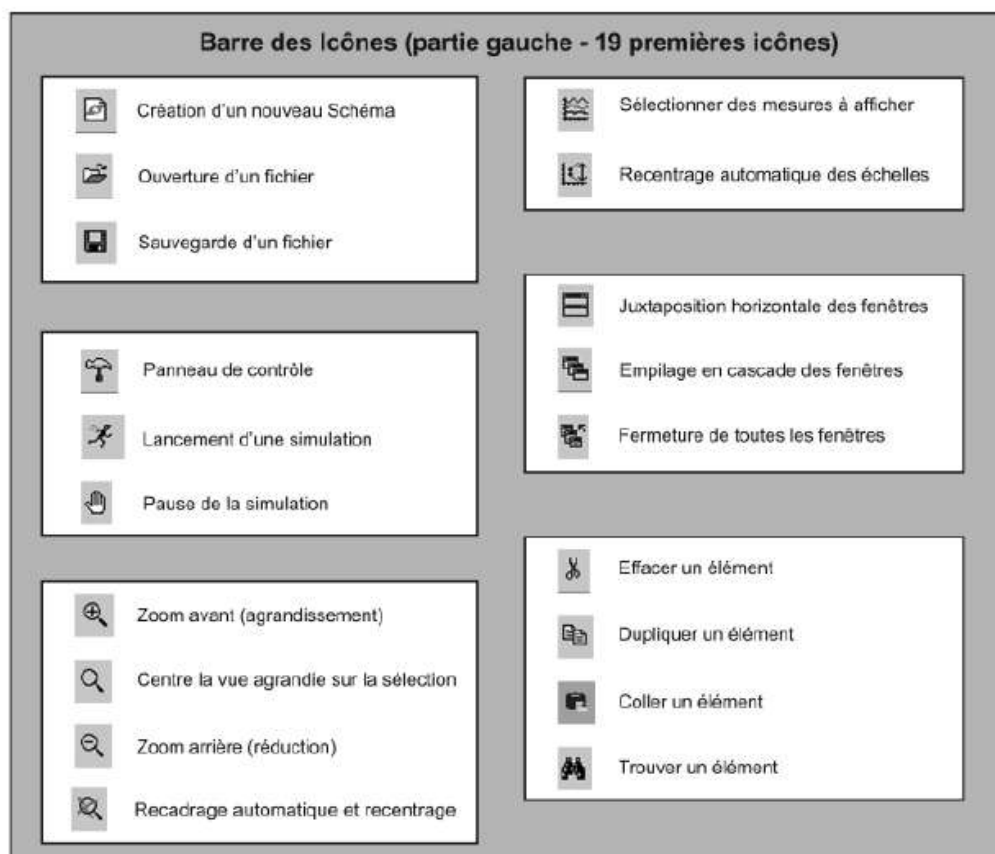 Barre des Icônes (partie gauche - 19 premières icônes)
Création d'un nouveau Schéma
Ouverture d'un fichier
Sauvegarde d'un fichier
Panneau de contrôle
Lancement d'une simulation
Pause de la simulation
Zoom avant (agrandissement)
Centre la vue agrandie sur la sélection
Zoom arrière (réduction)
Recadrage automatique et recentrage
Sélectionner des mesures à afficher
Recentrage automatique des échelles
Juxtaposition horizontale des fenêtres
Empilage en cascade des fenêtres
Fermeture de toutes les fenêtres
Effacer un élément
Dupliquer un élément
Coller un élément
Trouver un élément